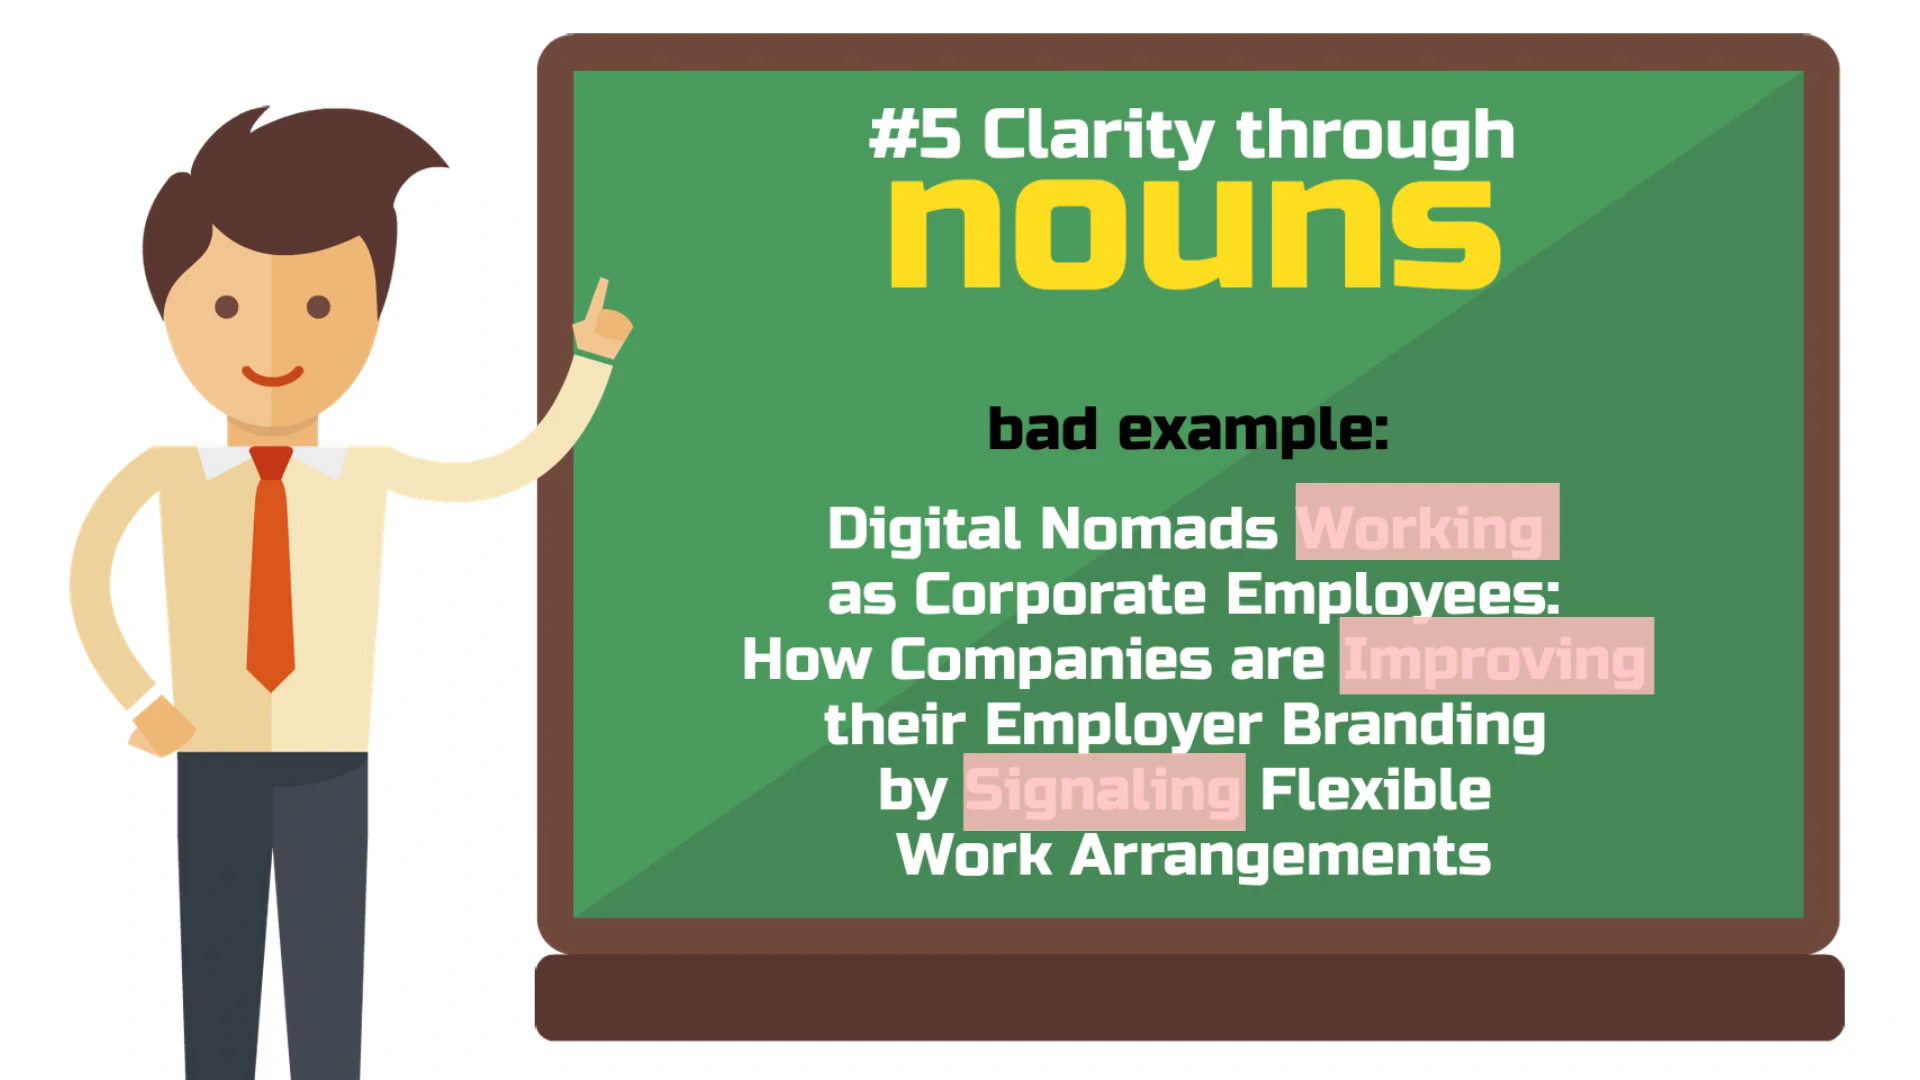 #5 Clarity through
nouns
bad example:
Digital Nomads Working
as Corporate Employees:
How Companies are Improving
their Employer Branding
by Signaling Flexible
Work Arrangements